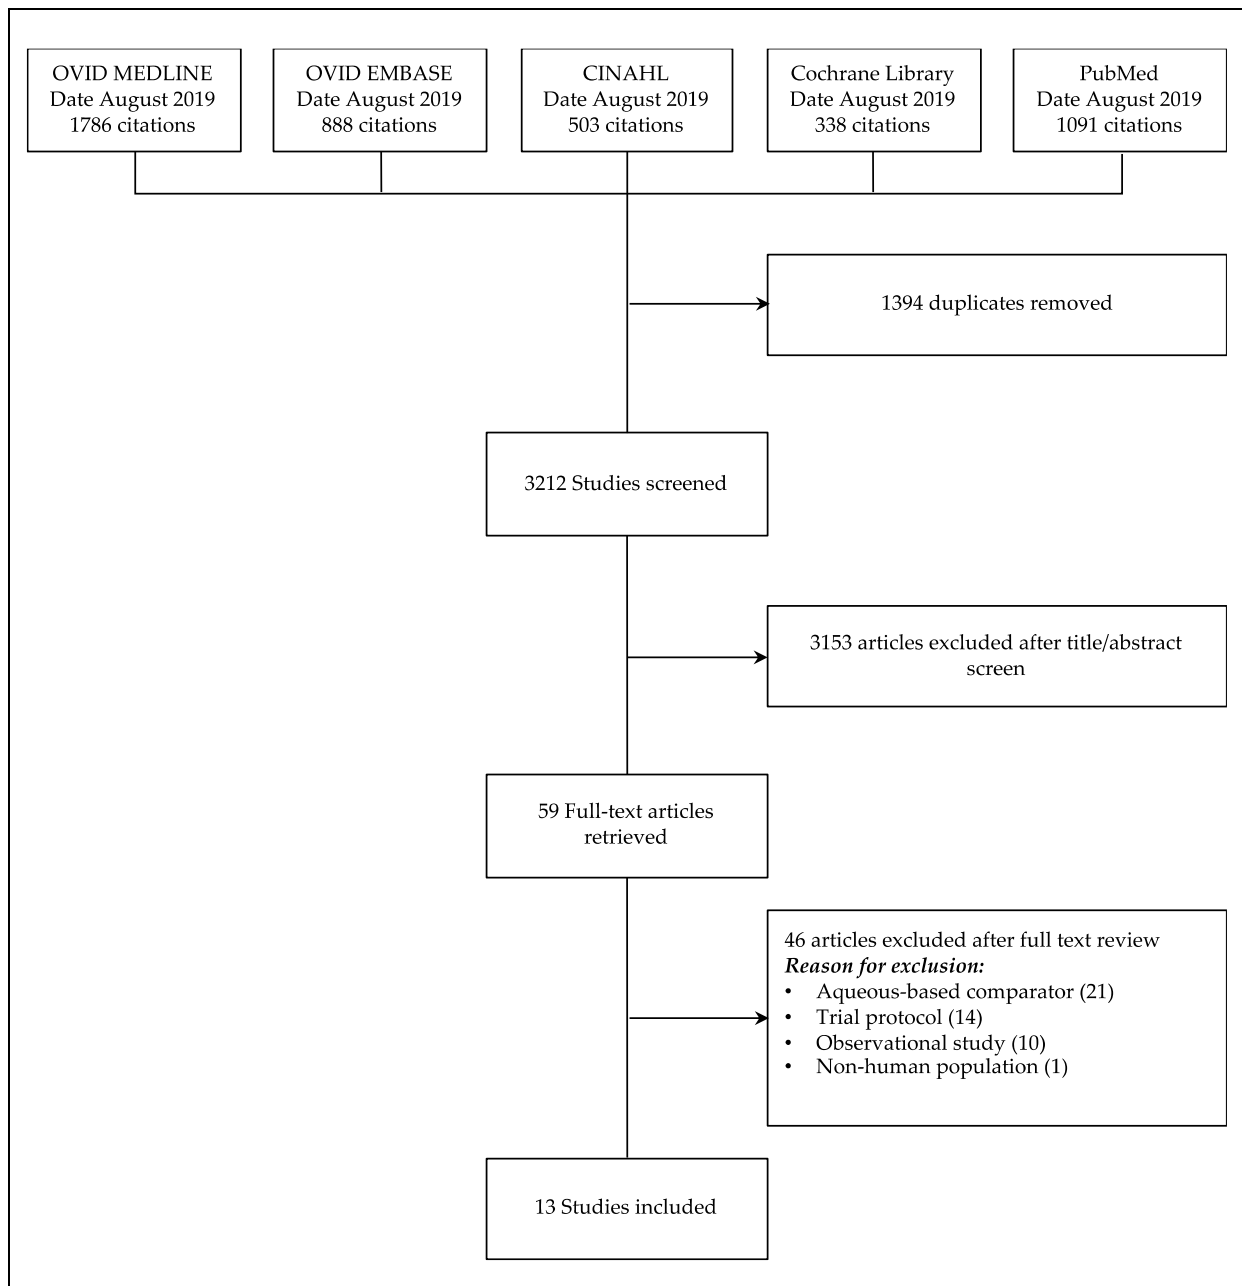 OVID MEDLINE
Date August 2019
1786 citations
OVID EMBASE
Date August 2019
888 citations
CINAHL
Date August 2019
503 citations
Cochrane Library
Date August 2019
338 citations
PubMed
Date August 2019
1091 citations
1394 duplicates removed
3212 Studies screened
3153 articles excluded after title/abstract
screen
59 Full-text articles
retrieved
46 articles excluded after full text review
Reason for exclusion:
• Aqueous-based comparator (21)
• Trial protocol (14)
• Observational study (10)
• Non-human population (1)
13 Studies included